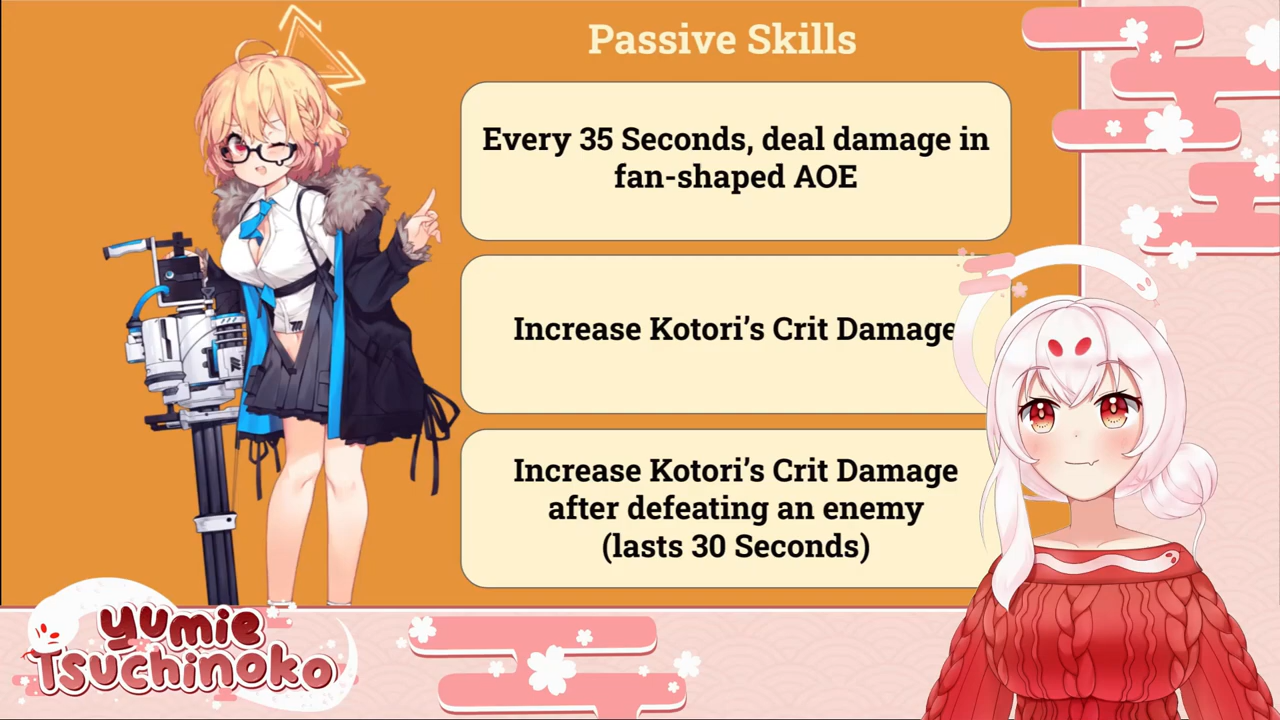 Passive Skills
Every 35 Seconds, deal damage in
fan-shaped AOE
Increase Kotori's Crit Damage
Increase Kotori's Crit Damage
after defeating an enemy
(lasts 30 Seconds)
yumie
Tsuchinoko